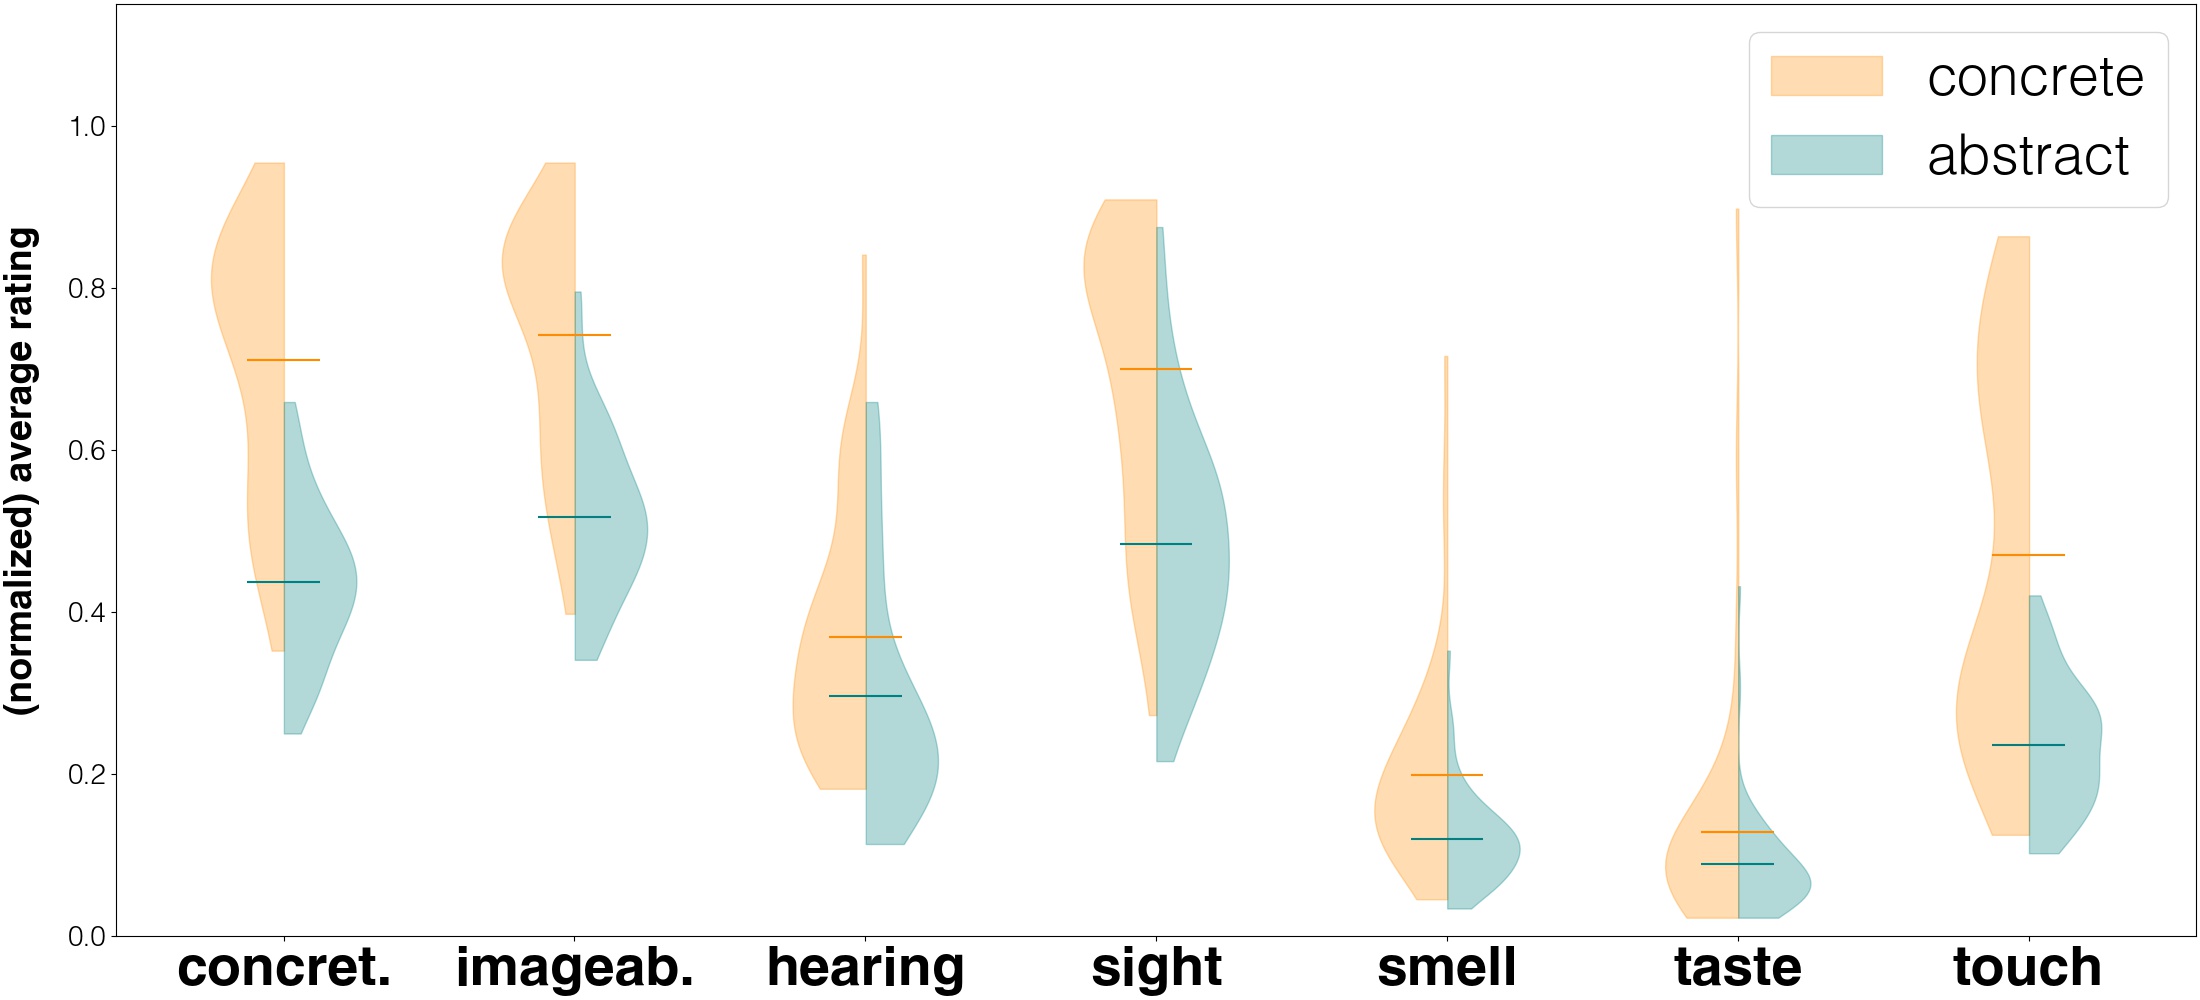 (normalized) average rating
1.0
0.8
0.6
0.4
0.2
0.0
concret. imageab. hearing sight smell taste touch
concrete
abstract